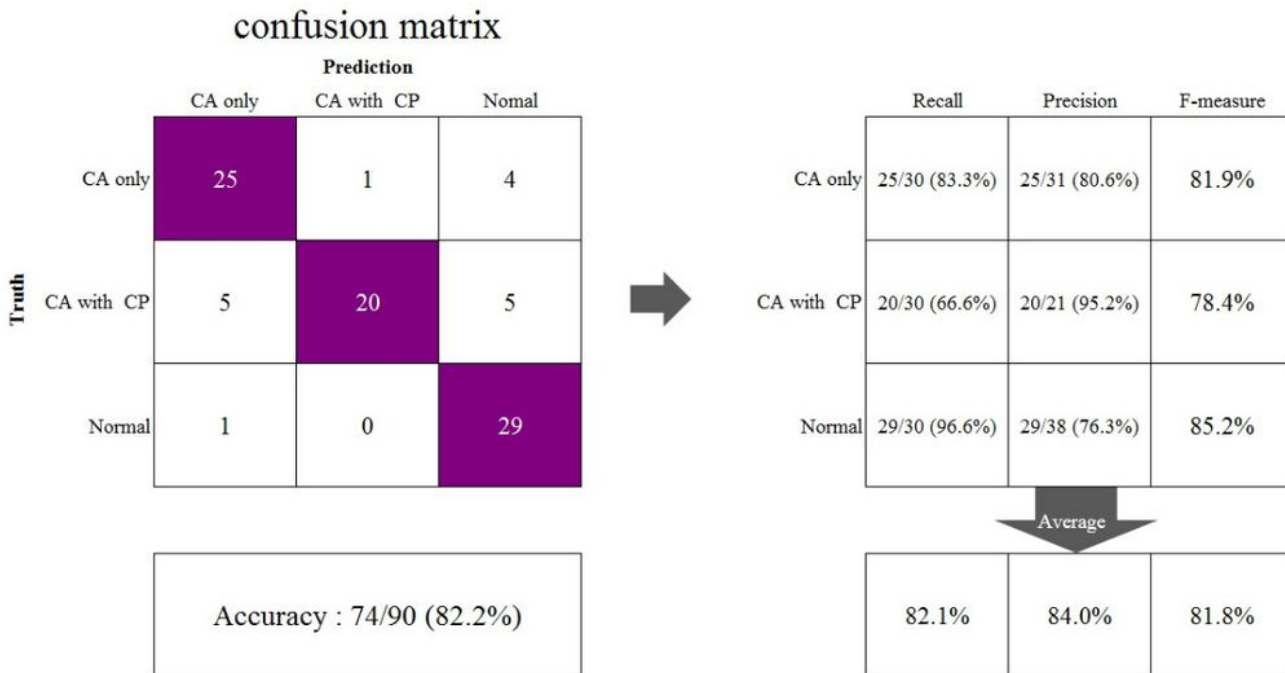 confusion matrix
Prediction
CA only CA with CP Nomal
Truth
CA only 25 1 4
CA with CP 5 20 5
Normal 1 0 29
Accuracy : 74/90 (82.2%)
Recall Precision F-measure
CA only 25/30 (83.3%) 25/31 (80.6%) 81.9%
CA with CP 20/30 (66.6%) 20/21 (95.2%) 78.4%
Normal 29/30 (96.6%) 29/38 (76.3%) 85.2%
Average
82.1% 84.0% 81.8%